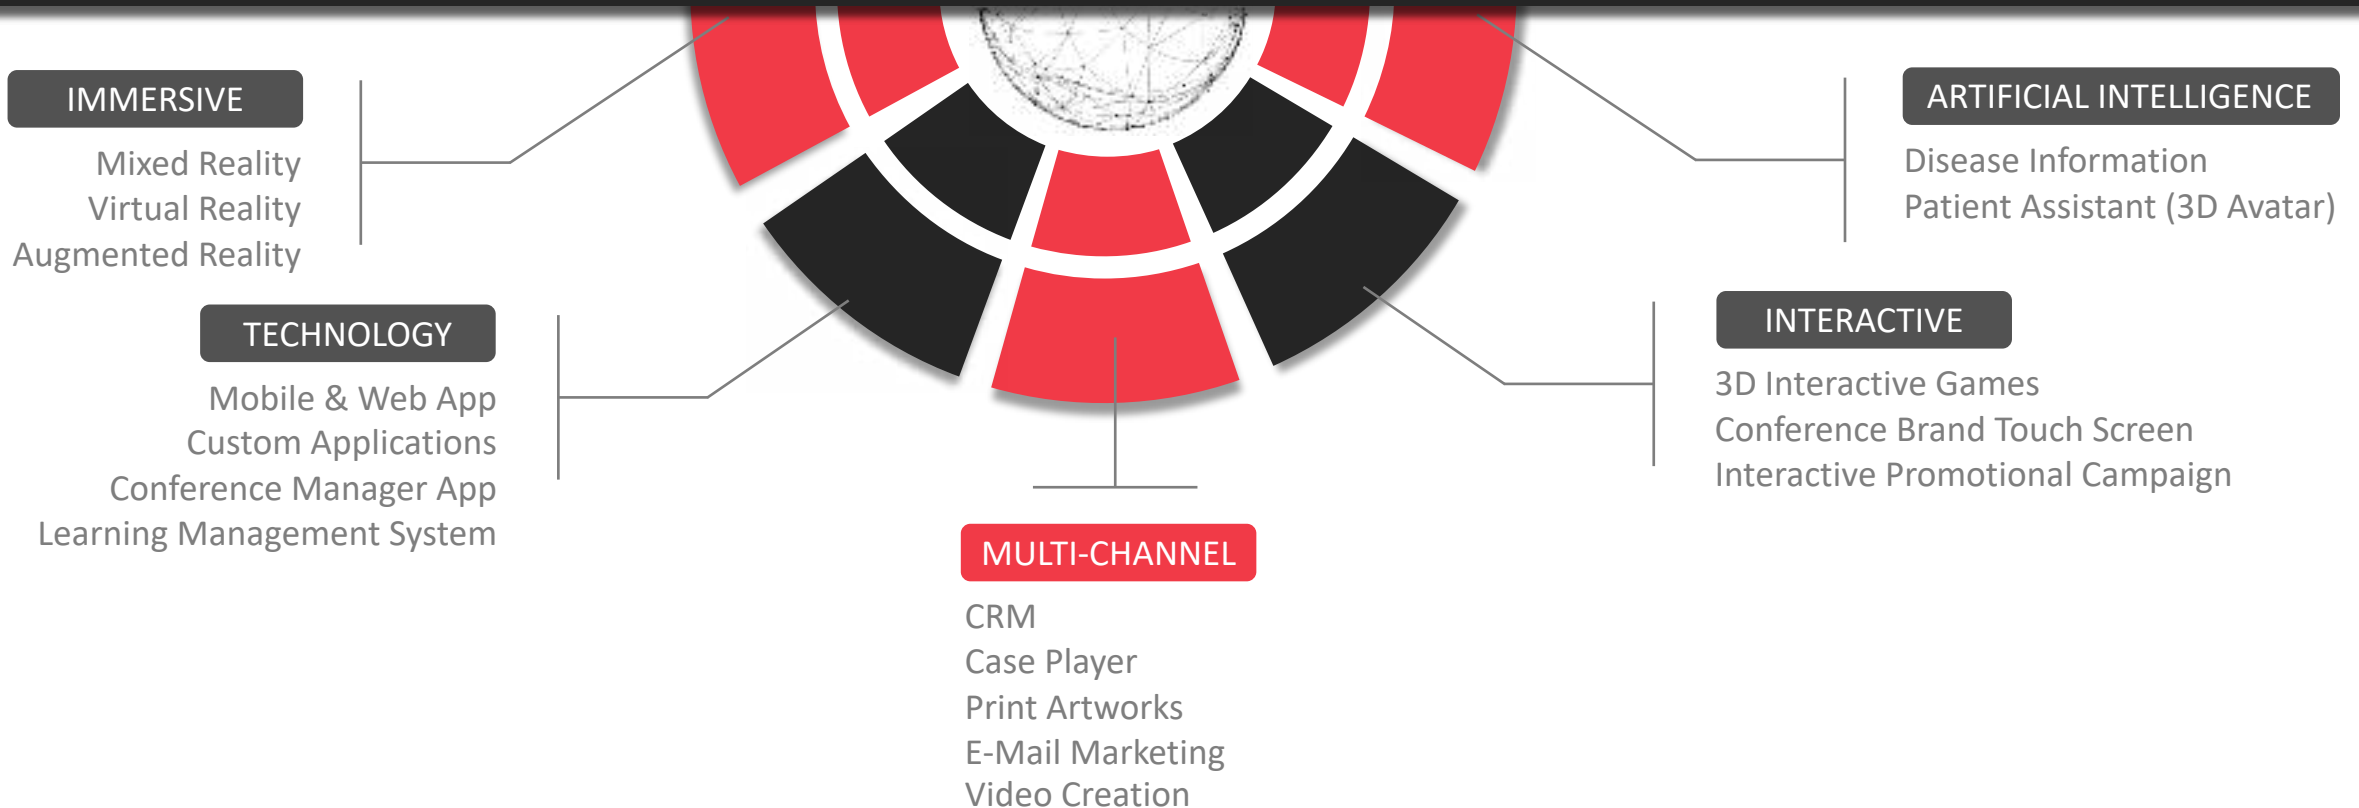 IMMERSIVE
Mixed Reality
Virtual Reality
Augmented Reality
TECHNOLOGY
Mobile & Web App
Custom Applications
Conference Manager App
Learning Management System
MULTI-CHANNEL
CRM
Case Player
Print Artworks
E-Mail Marketing
Video Creation
ARTIFICIAL INTELLIGENCE
Disease Information
Patient Assistant (3D Avatar)
INTERACTIVE
3D Interactive Games
Conference Brand Touch Screen
Interactive Promotional Campaign